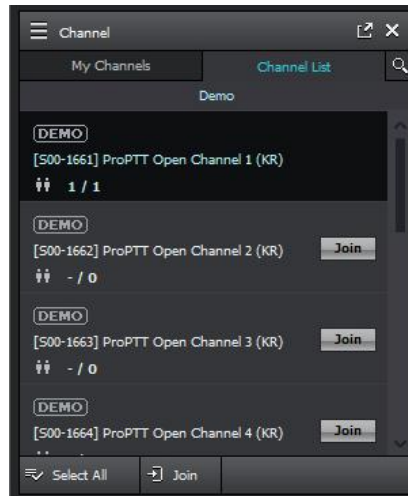 Channel
My Channels
Channel List
Demo
DEMO
[S00-1661] ProPTT Open Channel 1 (KR)
1 / 1
DEMO
[S00-1662] ProPTT Open Channel 2 (KR)
Join
- / 0
DEMO
[S00-1663] ProPTT Open Channel 3 (KR)
Join
- / 0
DEMO
[S00-1664] ProPTT Open Channel 4 (KR)
Join
Select All
Join